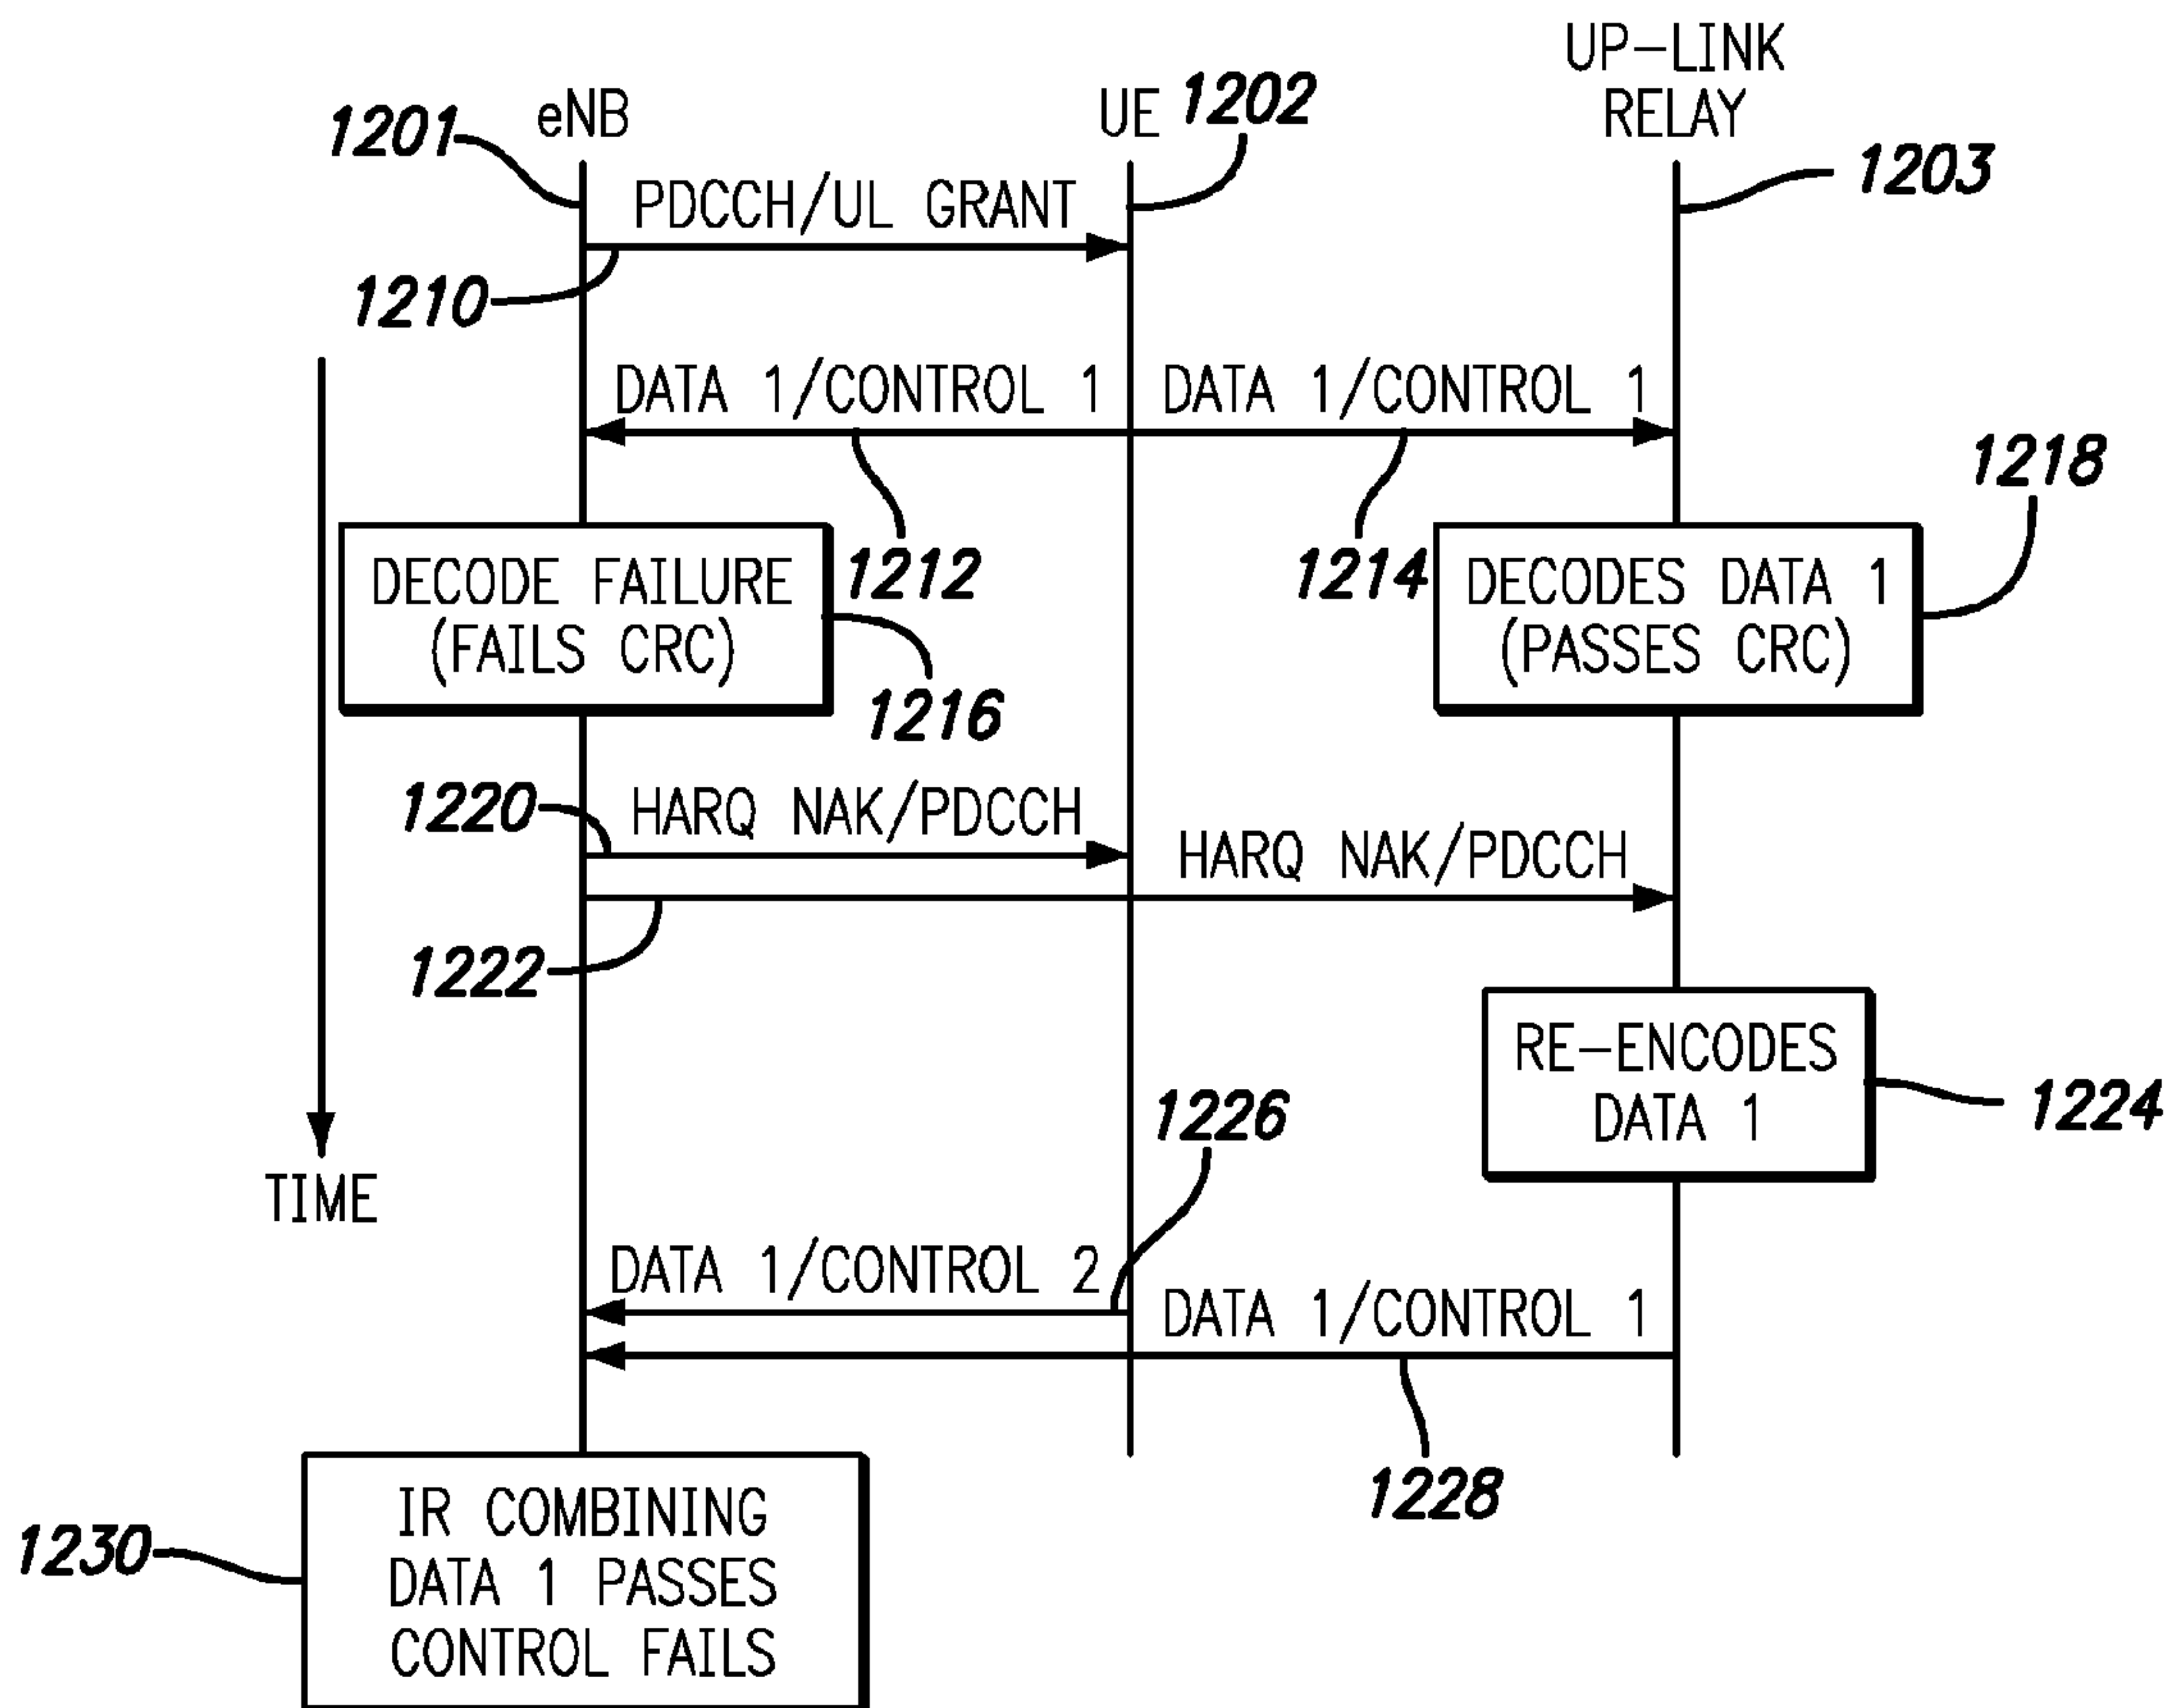 UP-LINK
RELAY
eNB
UE
1202
1201
1203
PDCCH/UL GRANT
1210
DATA 1/CONTROL 1
DATA 1/CONTROL 1
1218
DECODE FAILURE
(FAILS CRC)
1212
1214
DECODES DATA 1
(PASSES CRC)
1216
1220
HARQ NAK/PDCCH
HARQ NAK/PDCCH
1222
RE-ENCODES
DATA 1
1224
1226
TIME
DATA 1/CONTROL 2
DATA 1/CONTROL 1
1228
IR COMBINING
DATA 1 PASSES
CONTROL FAILS
1230